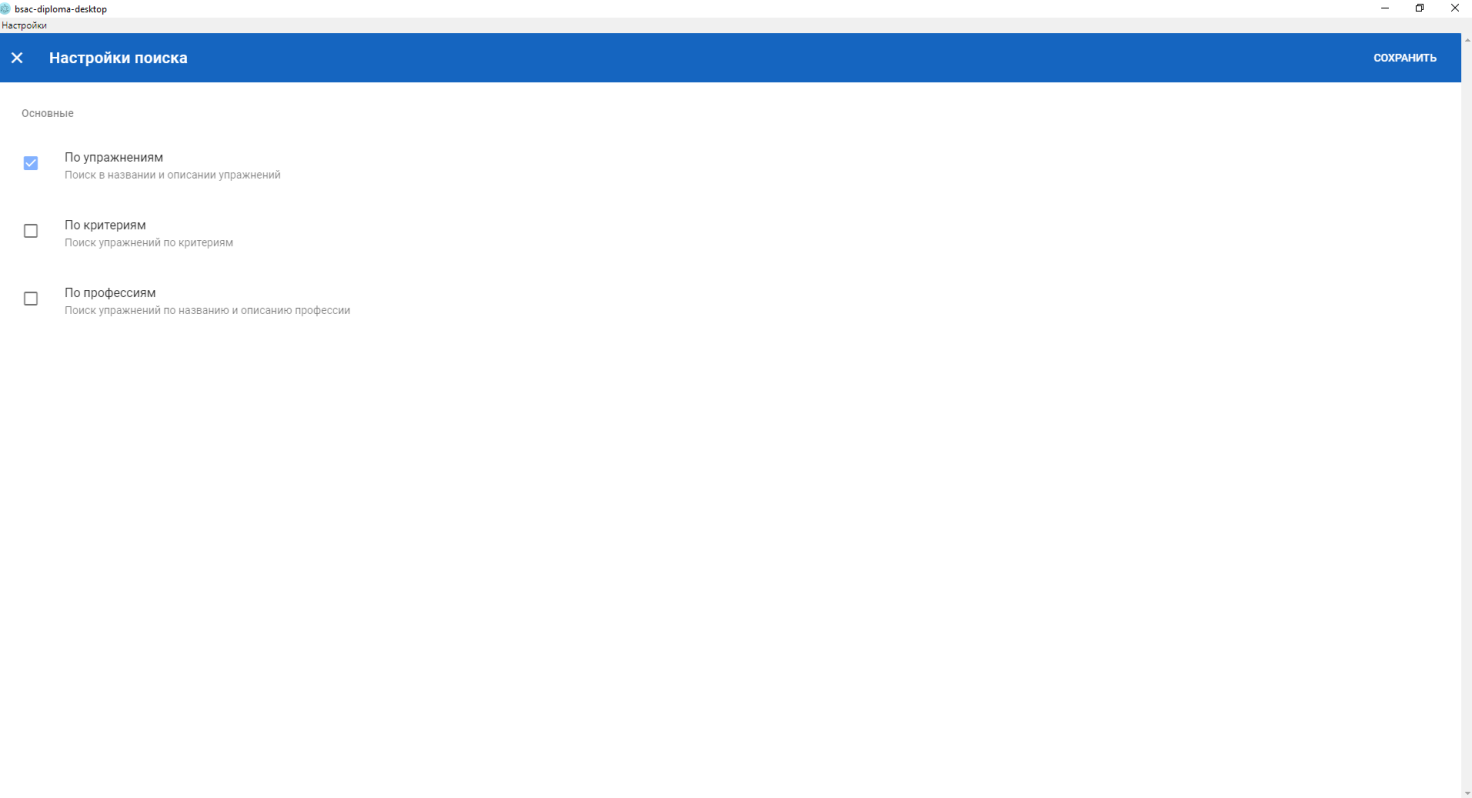 bsac-diploma-desktop
Настройки
Настройки поиска
СОХРАНИТЬ
Основные
По упражнениям
Поиск в названии и описании упражнений
По критериям
Поиск упражнений по критериям
По профессиям
Поиск упражнений по названию и описанию профессии